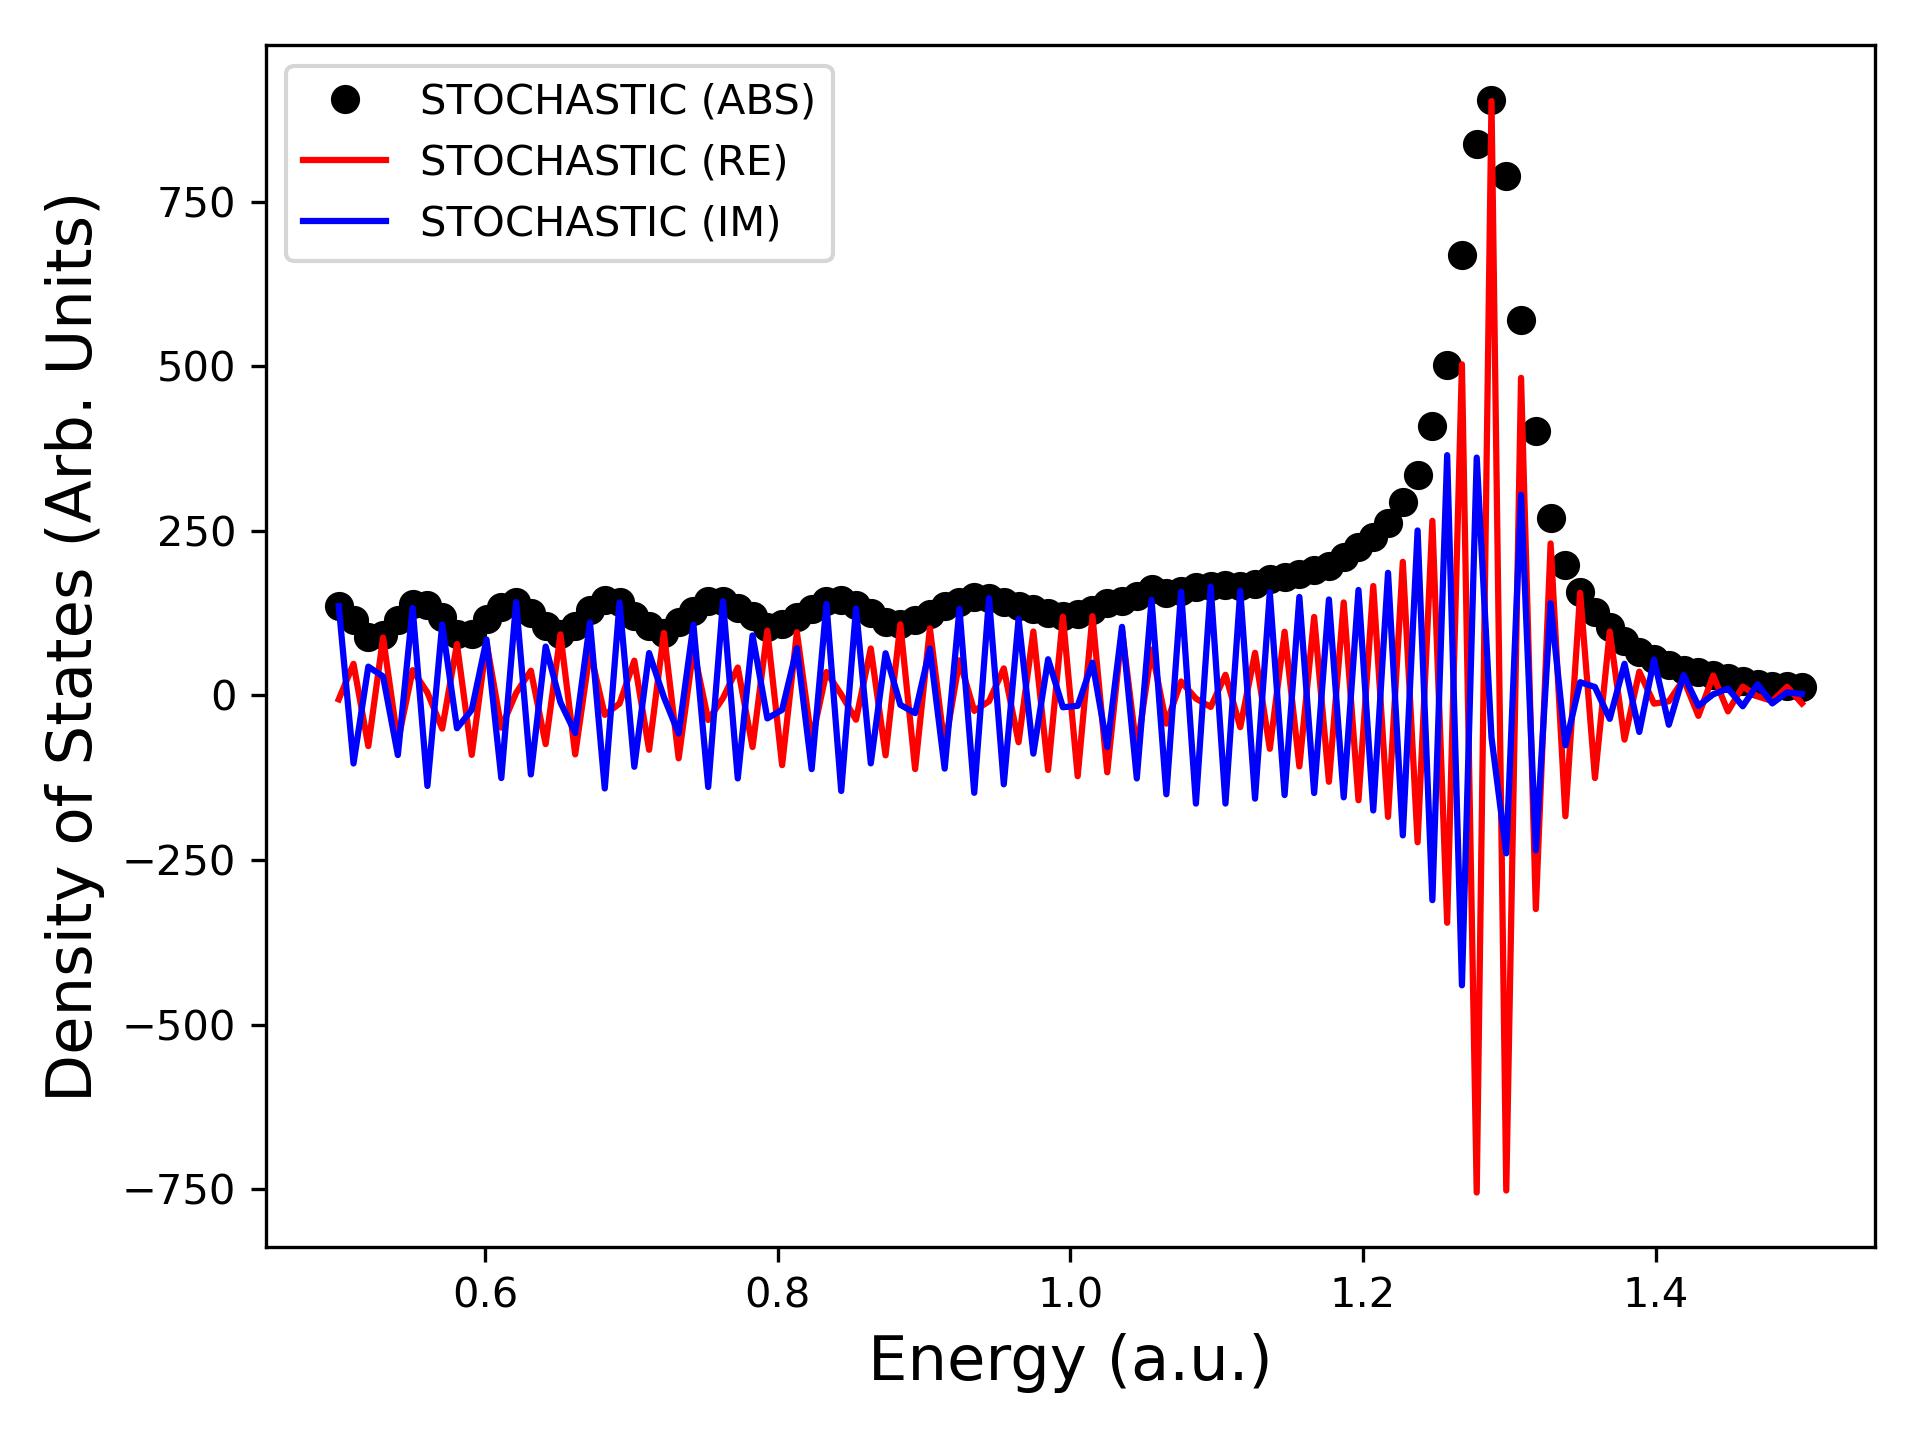 STOCHASTIC (ABS)
STOCHASTIC (RE)
STOCHASTIC (IM)
Density of States (Arb. Units)
750
500
250
0
−250
−500
−750
0.6
0.8
1.0
1.2
1.4
Energy (a.u.)